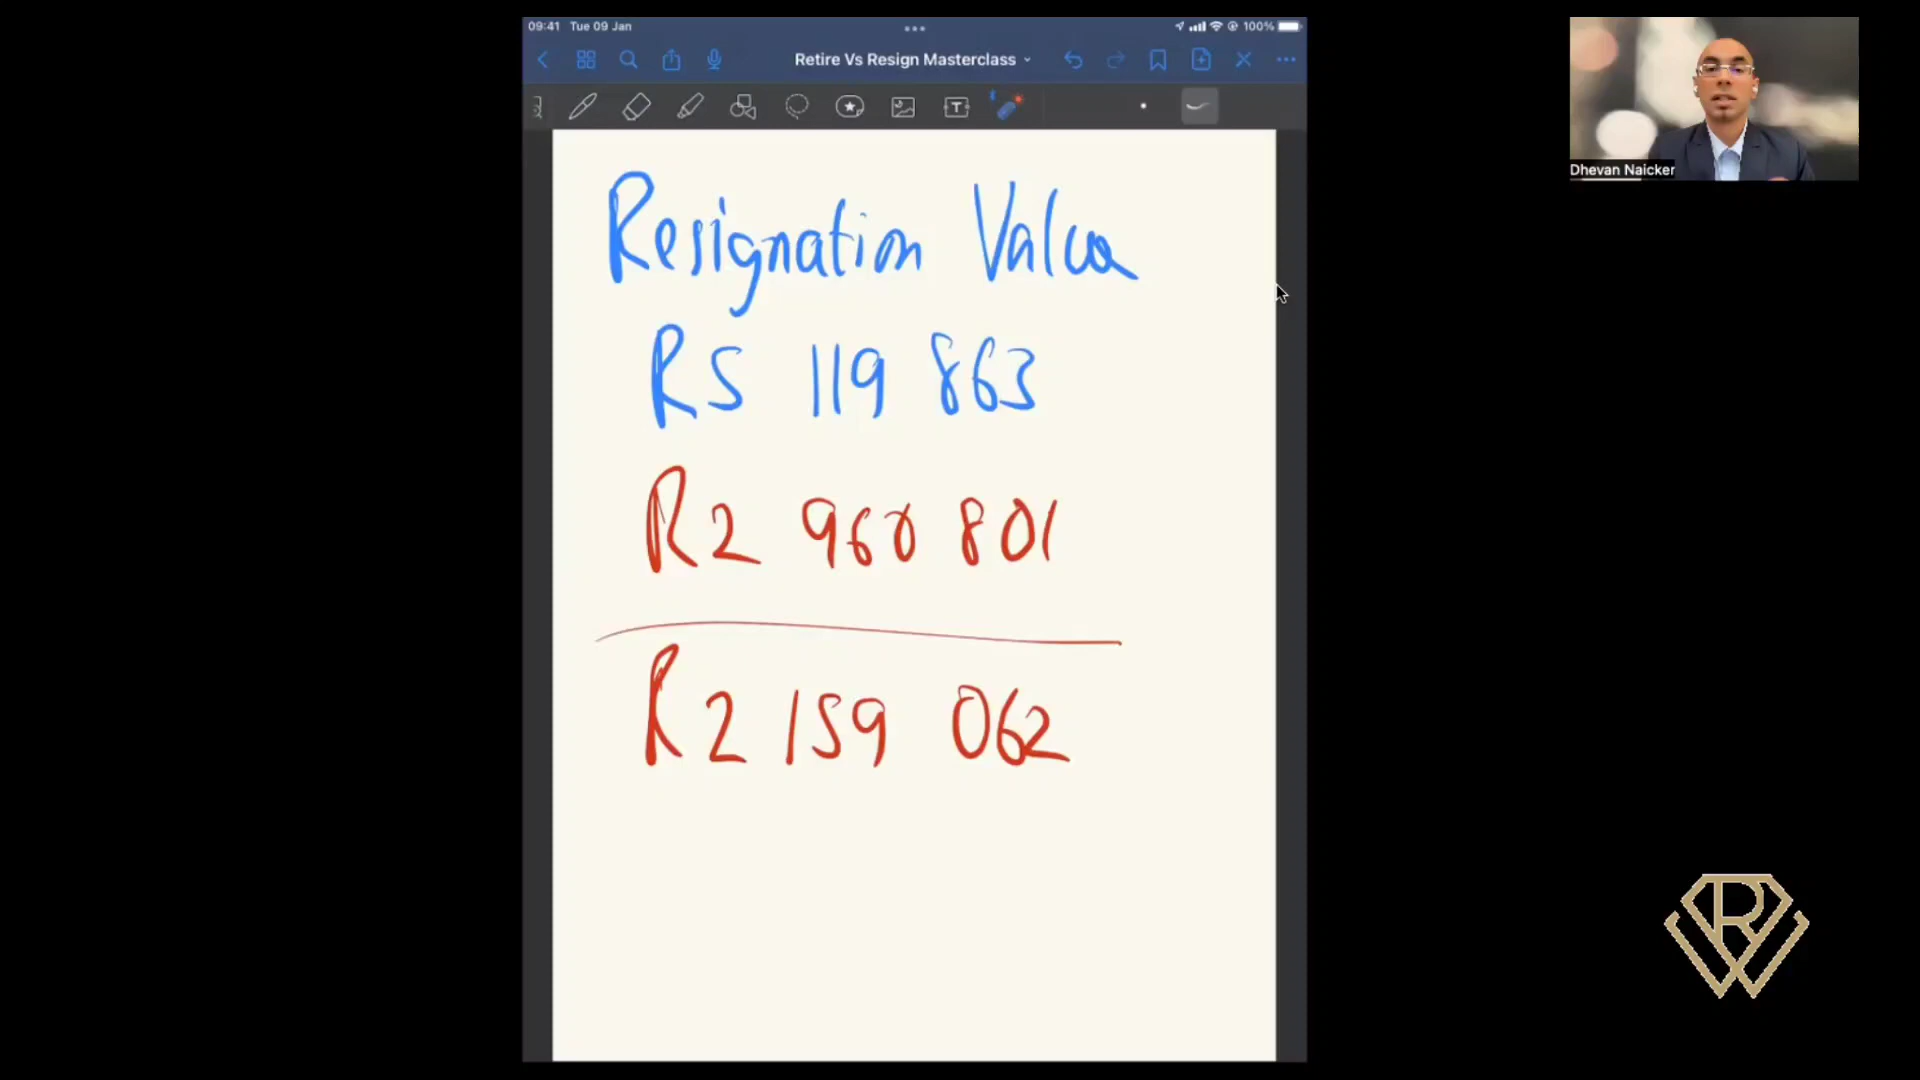 09:41 Tue 09 Jan
100%
Retire Vs Resign Masterclass
T
Resignation Value
R5 119 863
R2 960 801
R2 159 062
Dhevan Naicker
RW